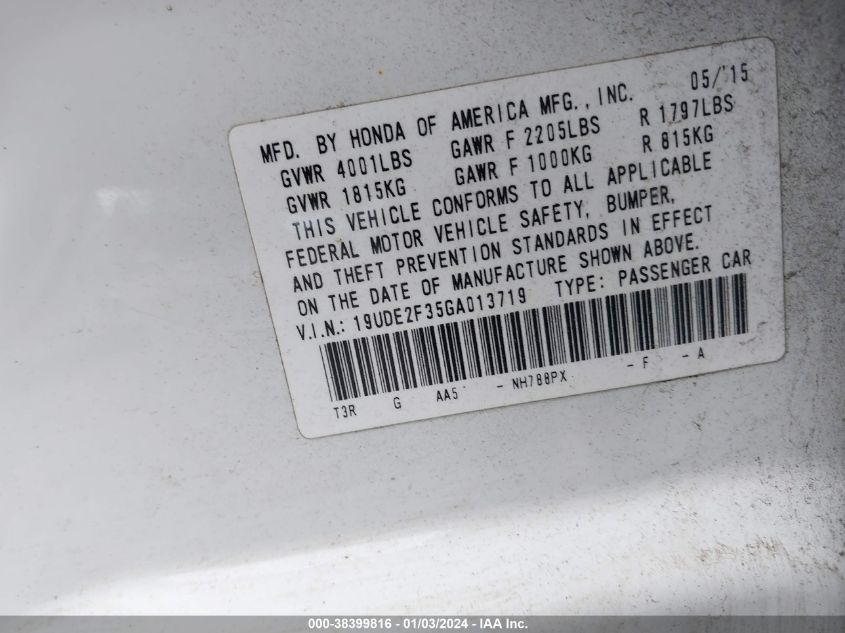 MFD. BY HONDA OF AMERICA MFG., INC. 05/'15
GVWR 4001LBS GAWR F 2205LBS R 1797LBS
GVWR 1815KG GAWR F 1000KG R 815KG
THIS VEHICLE CONFORMS TO ALL APPLICABLE
FEDERAL MOTOR VEHICLE SAFETY, BUMPER,
AND THEFT PREVENTION STANDARDS IN EFFECT
ON THE DATE OF MANUFACTURE SHOWN ABOVE.
V.I.N.: 19UDE2F35GA013719 TYPE: PASSENGER CAR
T3R G AA5 - NH788PX - F - A
000-38399816 - 01/03/2024 - IAA Inc.